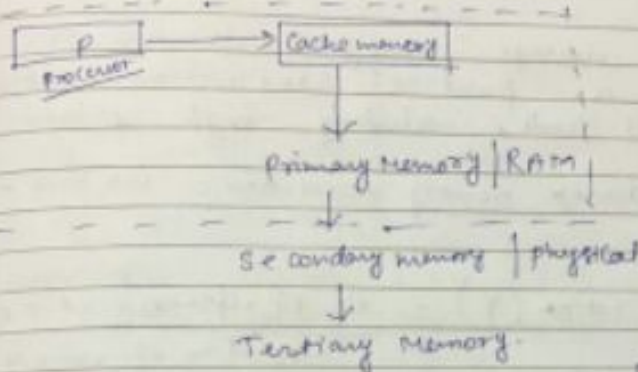 P Cache memory
Processor
Primary Memory | RAM
Secondary memory | physical
Tertiary Memory.